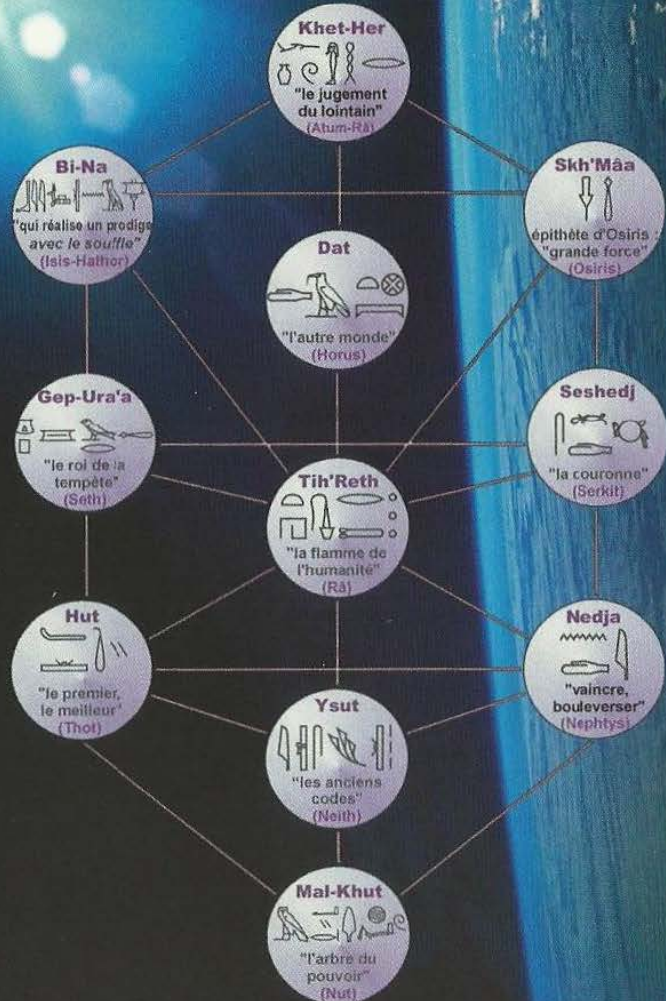 Khet-Her
"le jugement
du lointain"
(Atum-Râ)
Bi-Na
"qui réalise un prodige
avec le souffle"
(Isis-Hathor)
Skh'Mâa
épithète d'Osiris :
"grande force"
(Osiris)
Dat
"l'autre monde"
(Horus)
Gep-Ura'a
"le roi de la
tempête"
(Seth)
Seshedj
"la couronne"
(Serkit)
Tih'Reth
"la flamme de
l'humanité"
(Râ)
Hut
"le premier,
le meilleur"
(Thot)
Nedja
"vaincre,
bouleverser"
(Nephtys)
Ysut
"les anciens
codes"
(Neith)
Mal-Khut
"l'arbre du
pouvoir"
(Nut)